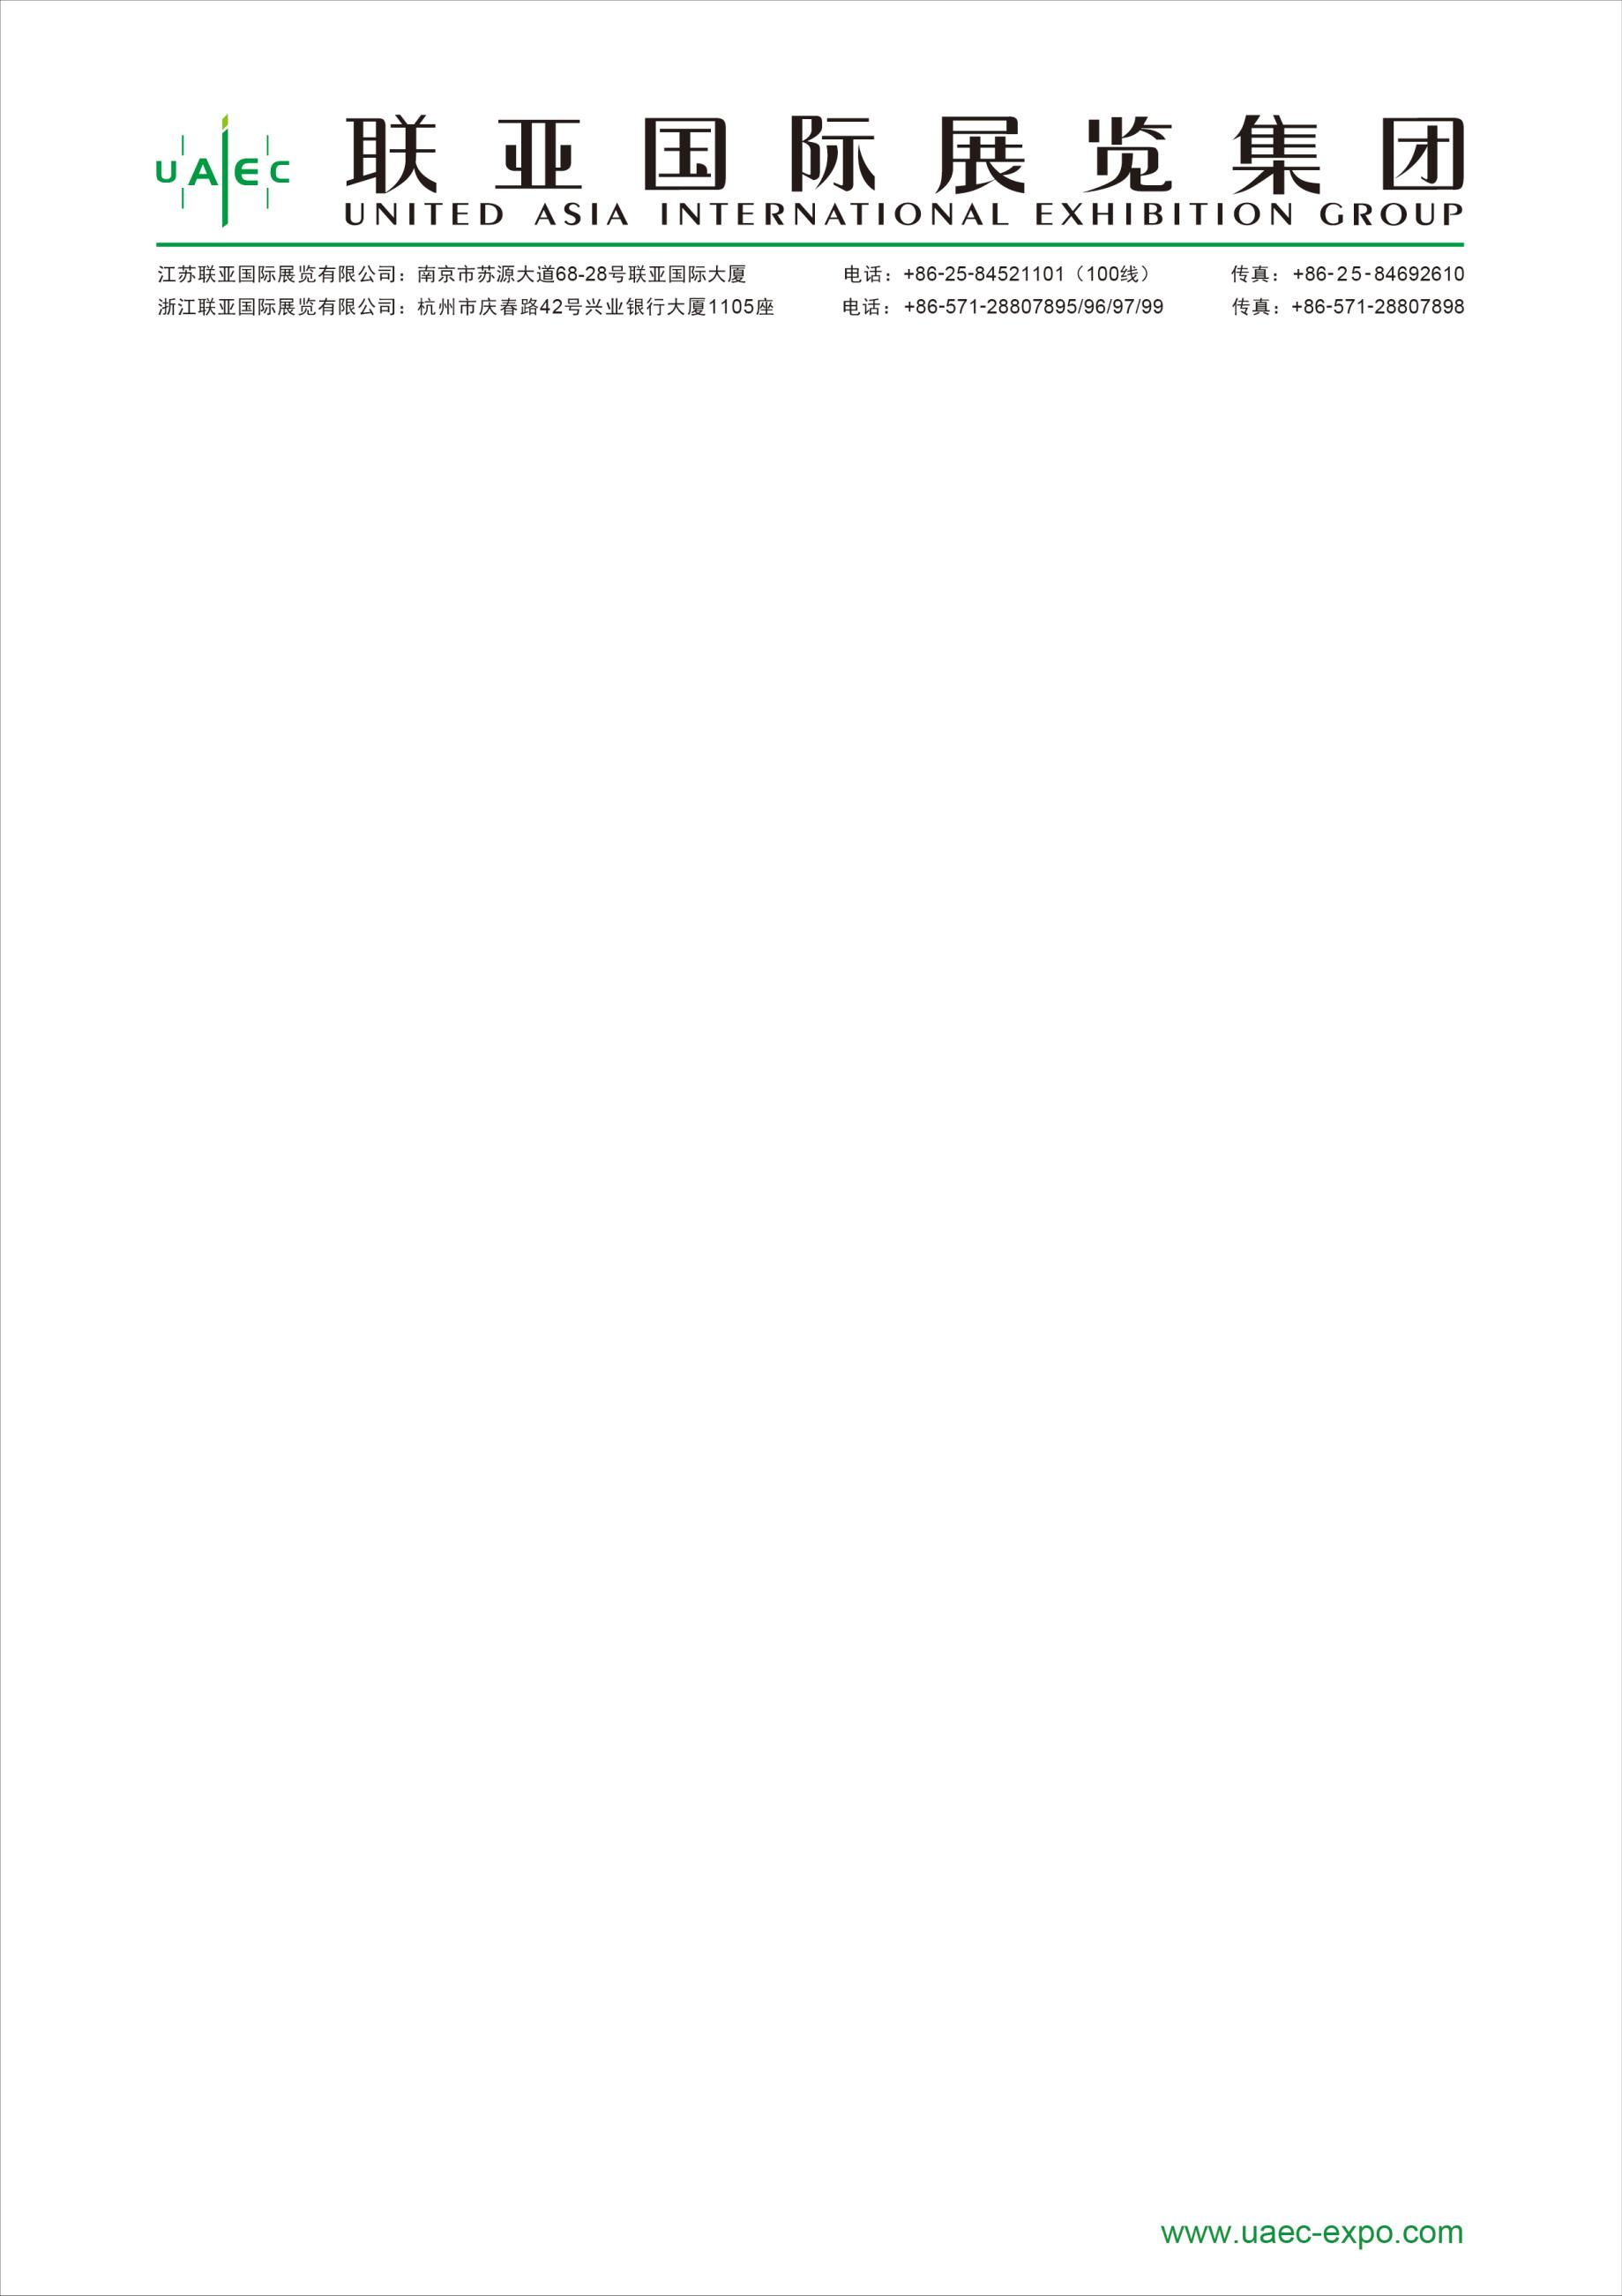 UAEC 联亚国际展览集团
UNITED ASIA INTERNATIONAL EXHIBITION GROUP
江苏联亚国际展览有限公司：南京市苏源大道68-28号联亚国际大厦 电话：+86-25-84521101（100线） 传真：+86-25-84692610
浙江联亚国际展览有限公司：杭州市庆春路42号兴业银行大厦1105座 电话：+86-571-28807895/96/97/99 传真：+86-571-28807898
www.uaec-expo.com